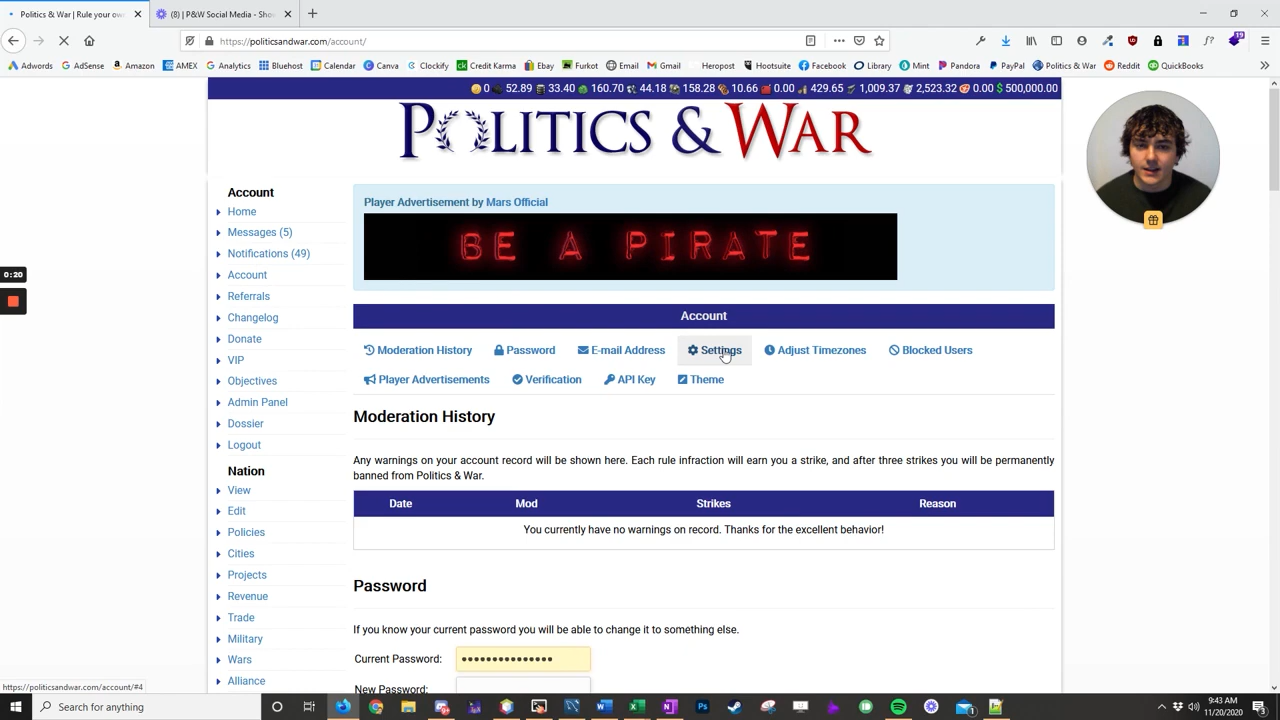 Politics & War | Rule your own
(8) | P&W Social Media - Sho
https://politicsandwar.com/account/
19
Adwords
AdSense
Amazon
AMEX
Analytics
Bluehost
Calendar
Canva
Clockify
Credit Karma
Ebay
Furkot
Email
Gmail
Heropost
Hootsuite
Facebook
Library
Mint
Pandora
PayPal
Politics & War
Reddit
QuickBooks
0 52.89 33.40 160.70 44.18 158.28 10.66 0.00 429.65 1,009.37 2,523.32 0.00 $ 500,000.00
POLITICS & WAR
Account
Home
Messages (5)
Notifications (49)
Account
Referrals
Changelog
Donate
VIP
Objectives
Admin Panel
Dossier
Logout
Nation
View
Edit
Policies
Cities
Projects
Revenue
Trade
Military
Wars
Alliance
Player Advertisement by Mars Official
BE A PIRATE
Account
Moderation History
Password
E-mail Address
Settings
Adjust Timezones
Blocked Users
Player Advertisements
Verification
API Key
Theme
Moderation History
Any warnings on your account record will be shown here. Each rule infraction will earn you a strike, and after three strikes you will be permanently
banned from Politics & War.
Date Mod Strikes Reason
You currently have no warnings on record. Thanks for the excellent behavior!
Password
If you know your current password you will be able to change it to something else.
Current Password:
New Password:
0:20
https://politicsandwar.com/account/#4
Search for anything
9:43 AM
11/20/2020